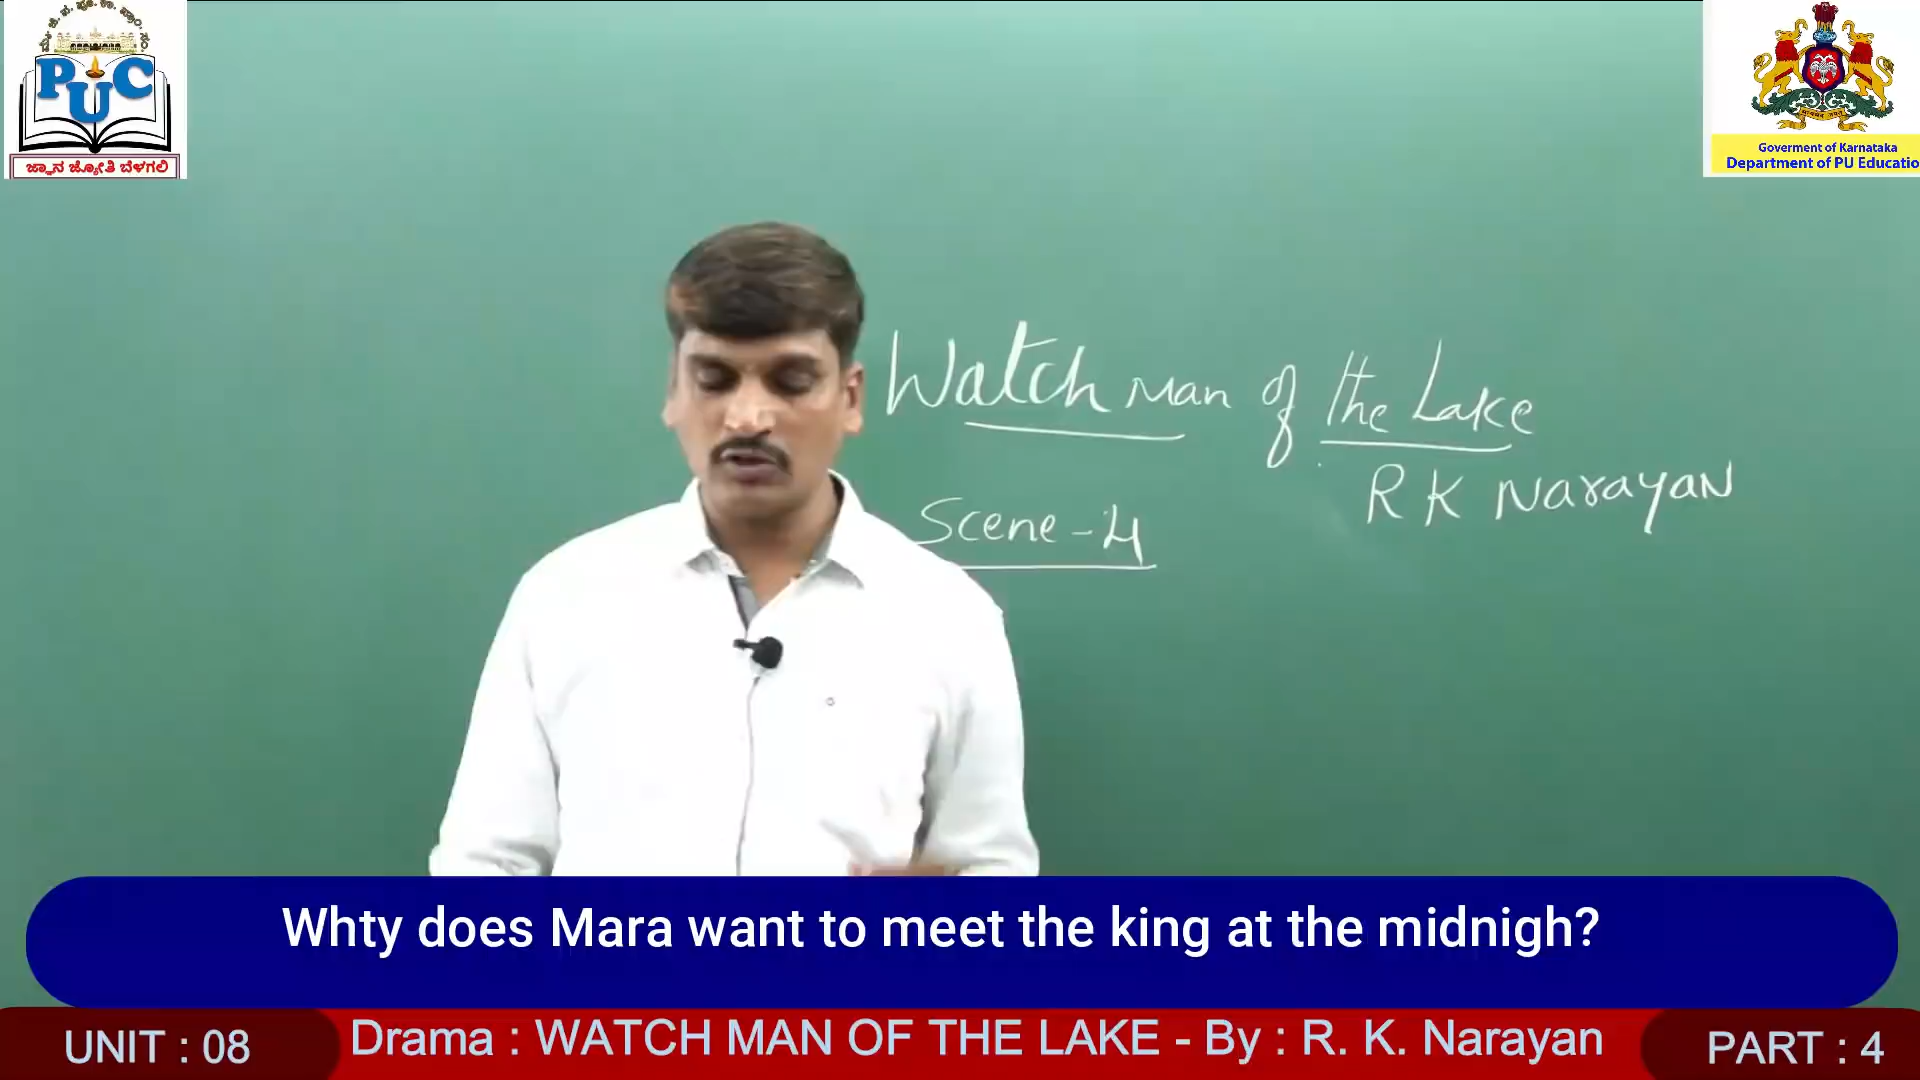 PUC
ಜ್ಞಾನ ಜ್ಯೋತಿ ಬೆಳಗಲಿ
Goverment of Karnataka
Department of PU Educatio
Watch Man of the Lake
R K Narayan
Scene - 4
Whty does Mara want to meet the king at the midnigh?
UNIT : 08
Drama : WATCH MAN OF THE LAKE - By : R. K. Narayan
PART : 4